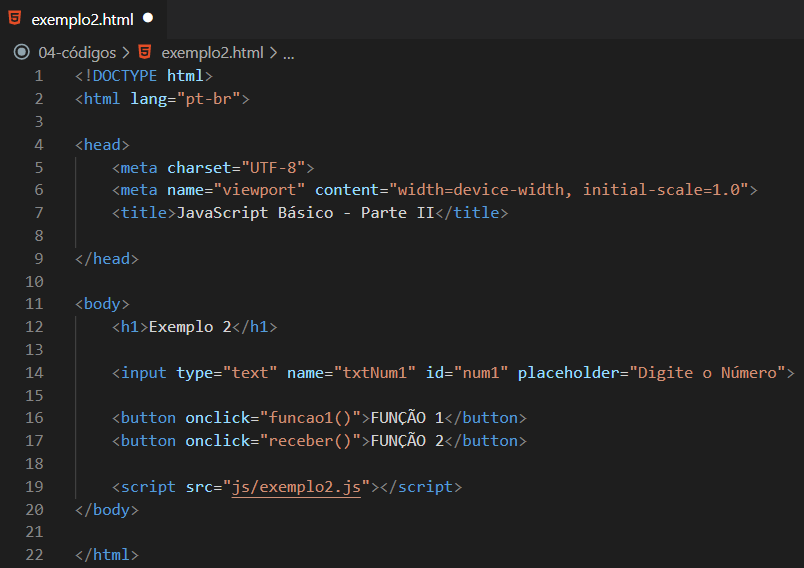 exemplo2.html
04-códigos > exemplo2.html > ...
1 <!DOCTYPE html>
2 <html lang="pt-br">
3
4 <head>
5     <meta charset="UTF-8">
6     <meta name="viewport" content="width=device-width, initial-scale=1.0">
7     <title>JavaScript Básico - Parte II</title>
8
9 </head>
10
11 <body>
12     <h1>Exemplo 2</h1>
13
14     <input type="text" name="txtNum1" id="num1" placeholder="Digite o Número">
15
16     <button onclick="funcao1()">FUNÇÃO 1</button>
17     <button onclick="receber()">FUNÇÃO 2</button>
18
19     <script src="js/exemplo2.js"></script>
20 </body>
21
22 </html>